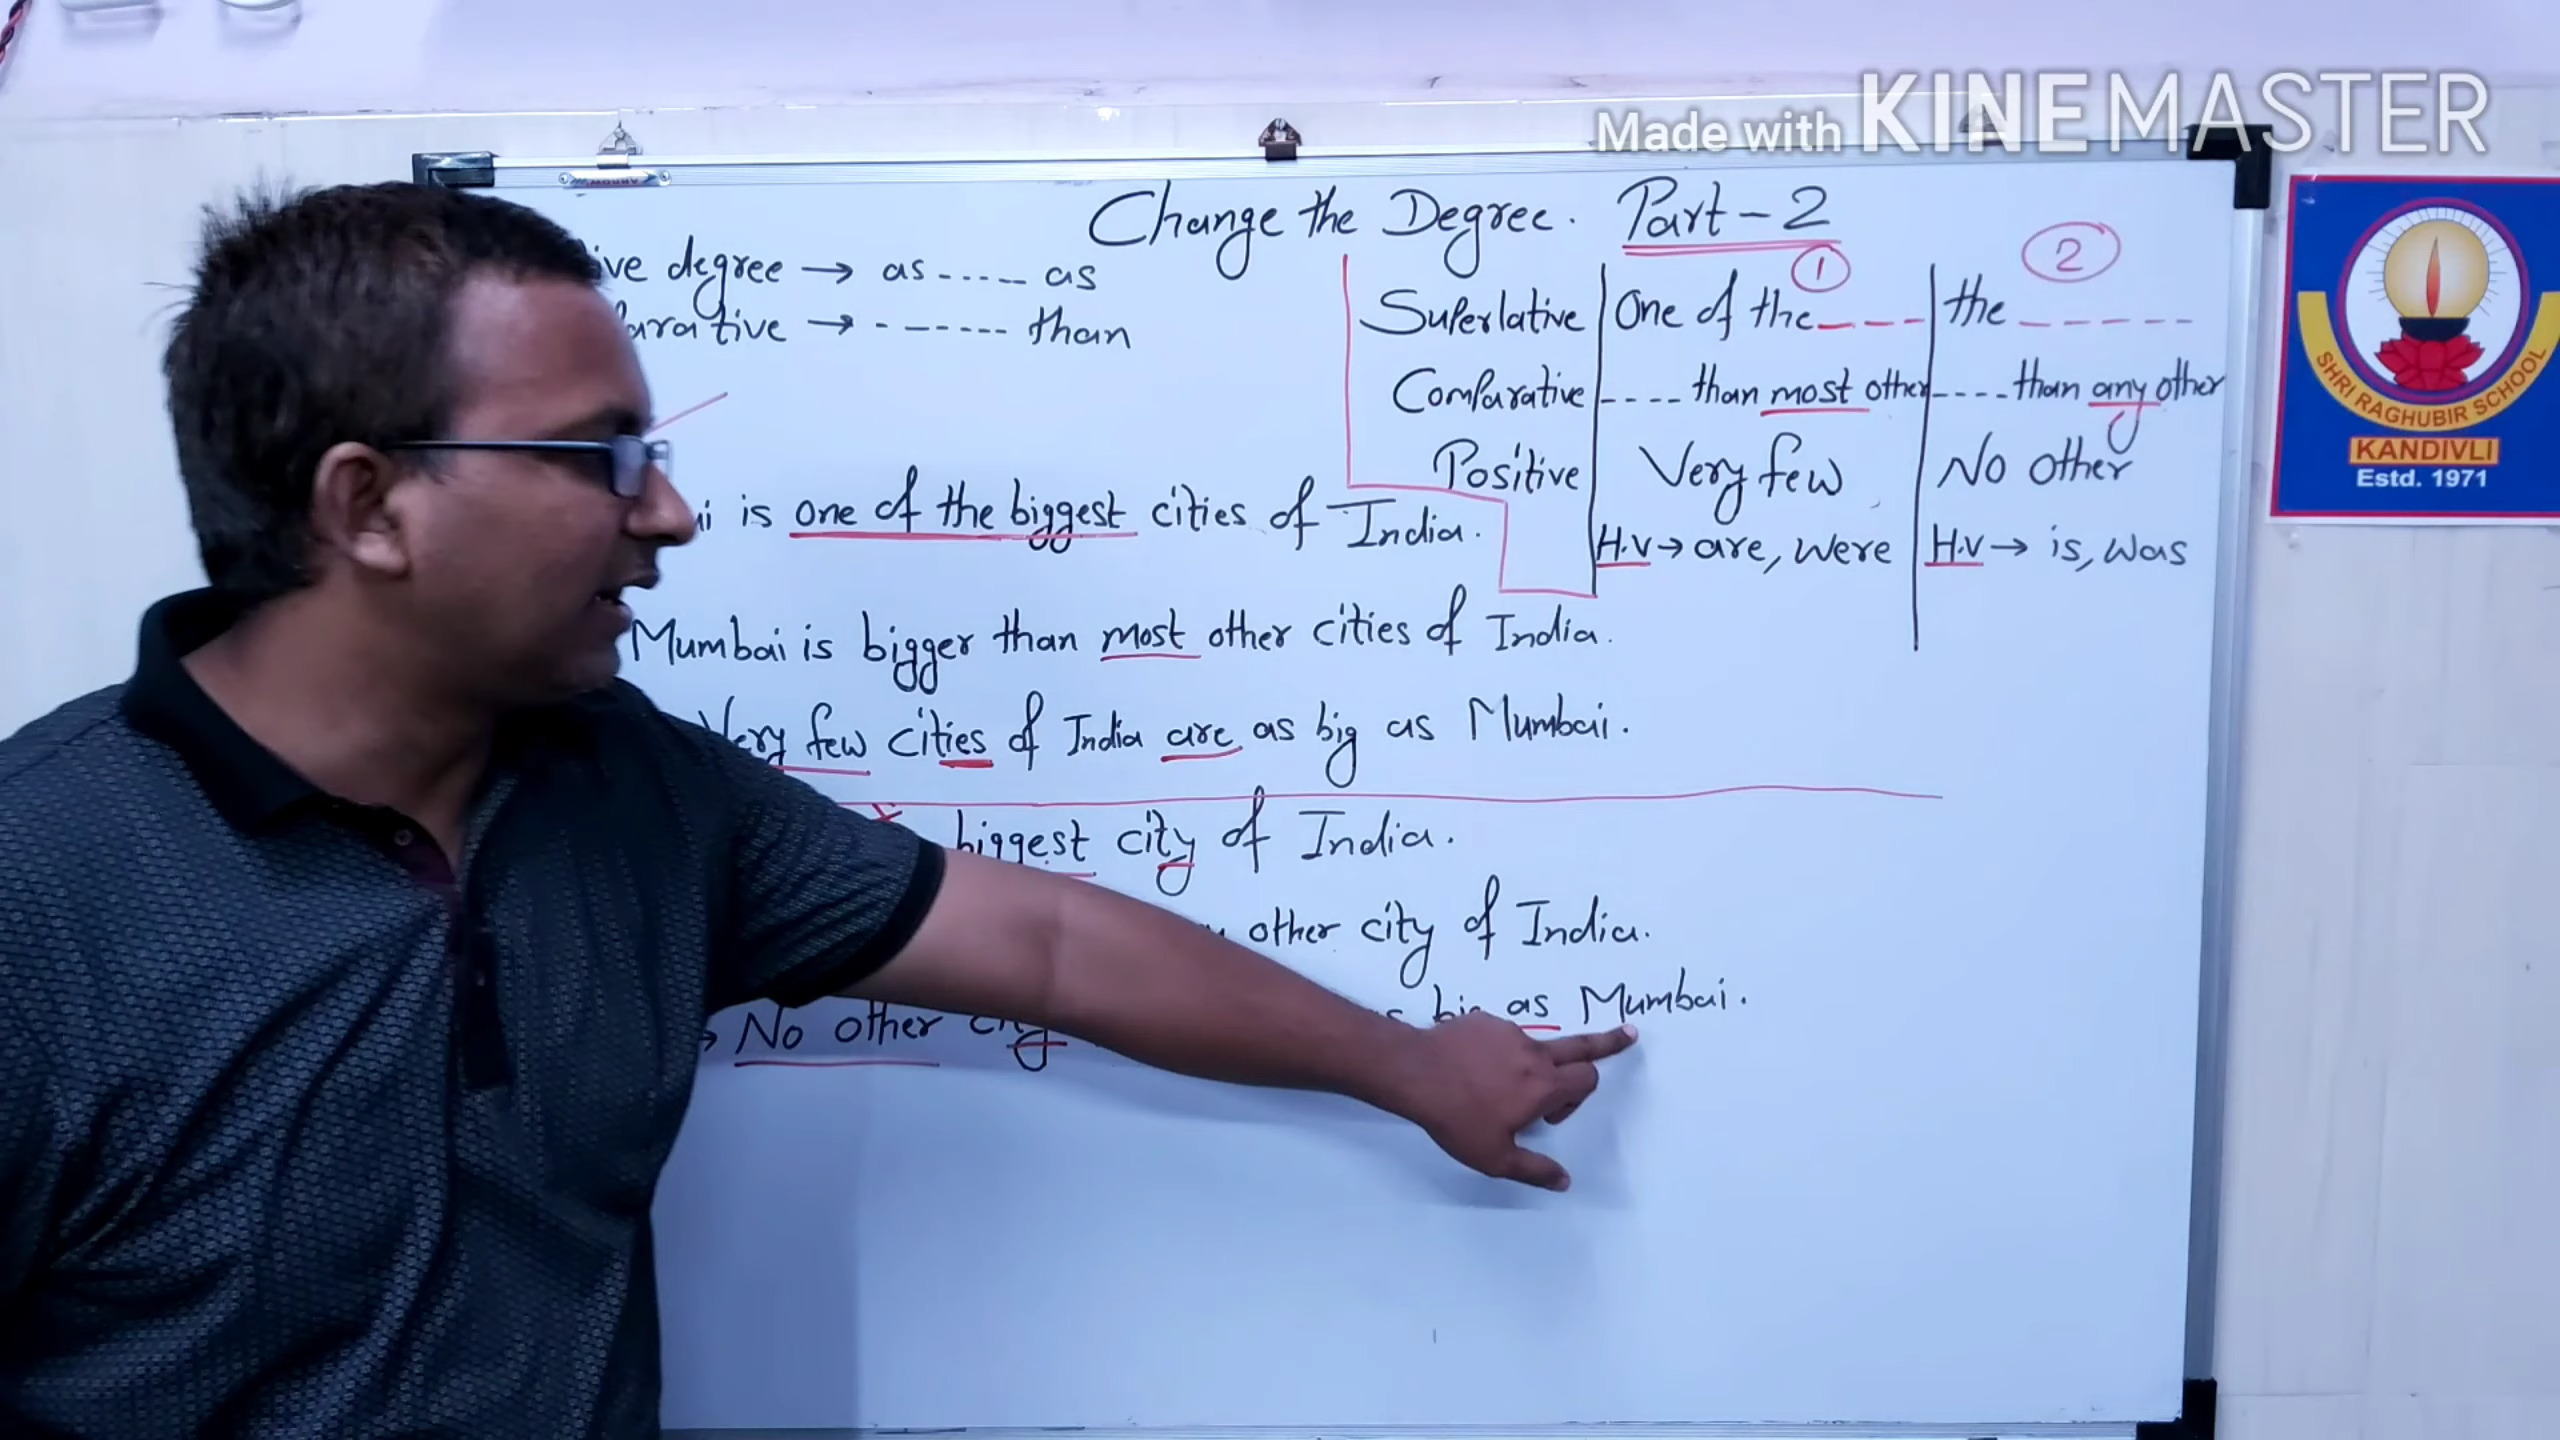 Made with KINEMASTER
Change the Degree. Part-2
degree → as ----- as
→ ------- than
1
2
Superlative One of the ---- the -----
Comparative ---- than most other ---- than any other
Positive Very few No other
H.V → are, were H.V → is, was
is one of the biggest cities of India.
Mumbai is bigger than most other cities of India.
Very few cities of India are as big as Mumbai.
biggest city of India.
other city of India.
→ No other city big as Mumbai.
SHRI RAGHUBIR SCHOOL
KANDIVLI
Estd. 1971